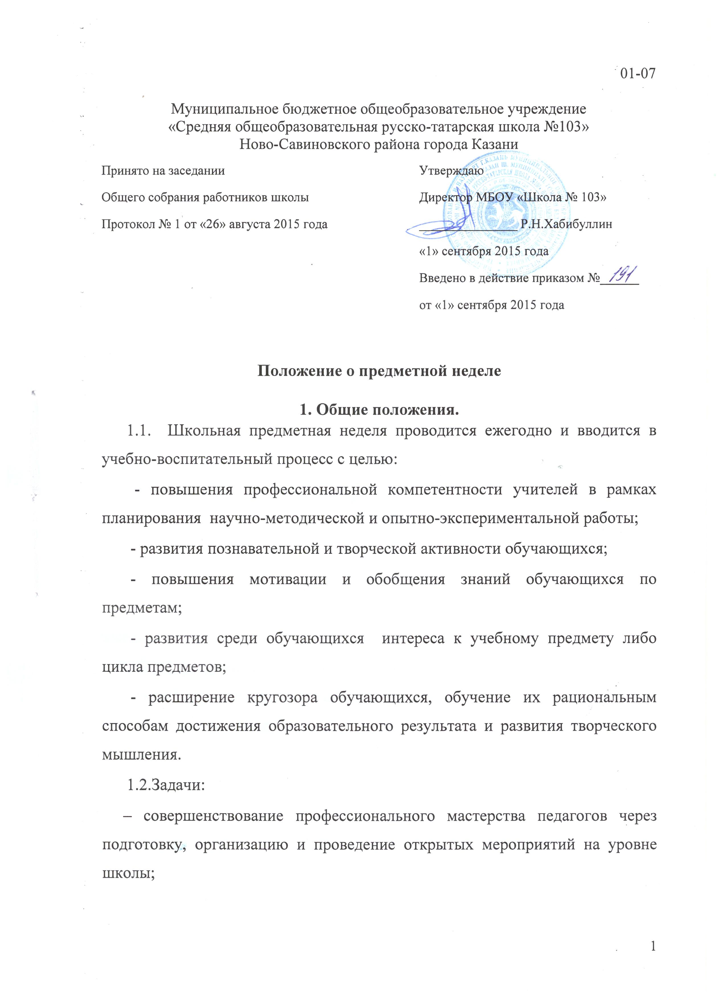 01-07
Муниципальное бюджетное общеобразовательное учреждение
«Средняя общеобразовательная русско-татарская школа №103»
Ново-Савиновского района города Казани
Принято на заседании
Общего собрания работников школы
Протокол № 1 от «26» августа 2015 года
Утверждаю
Директор МБОУ «Школа № 103»
_______________ Р.Н.Хабибуллин
«1» сентября 2015 года
Введено в действие приказом № 191
от «1» сентября 2015 года
Положение о предметной неделе
1. Общие положения.
1.1. Школьная предметная неделя проводится ежегодно и вводится в
учебно-воспитательный процесс с целью:
- повышения профессиональной компетентности учителей в рамках
планирования научно-методической и опытно-экспериментальной работы;
- развития познавательной и творческой активности обучающихся;
- повышения мотивации и обобщения знаний обучающихся по
предметам;
- развития среди обучающихся интереса к учебному предмету либо
цикла предметов;
- расширение кругозора обучающихся, обучение их рациональным
способам достижения образовательного результата и развития творческого
мышления.
1.2.Задачи:
– совершенствование профессионального мастерства педагогов через
подготовку, организацию и проведение открытых мероприятий на уровне
школы;
1